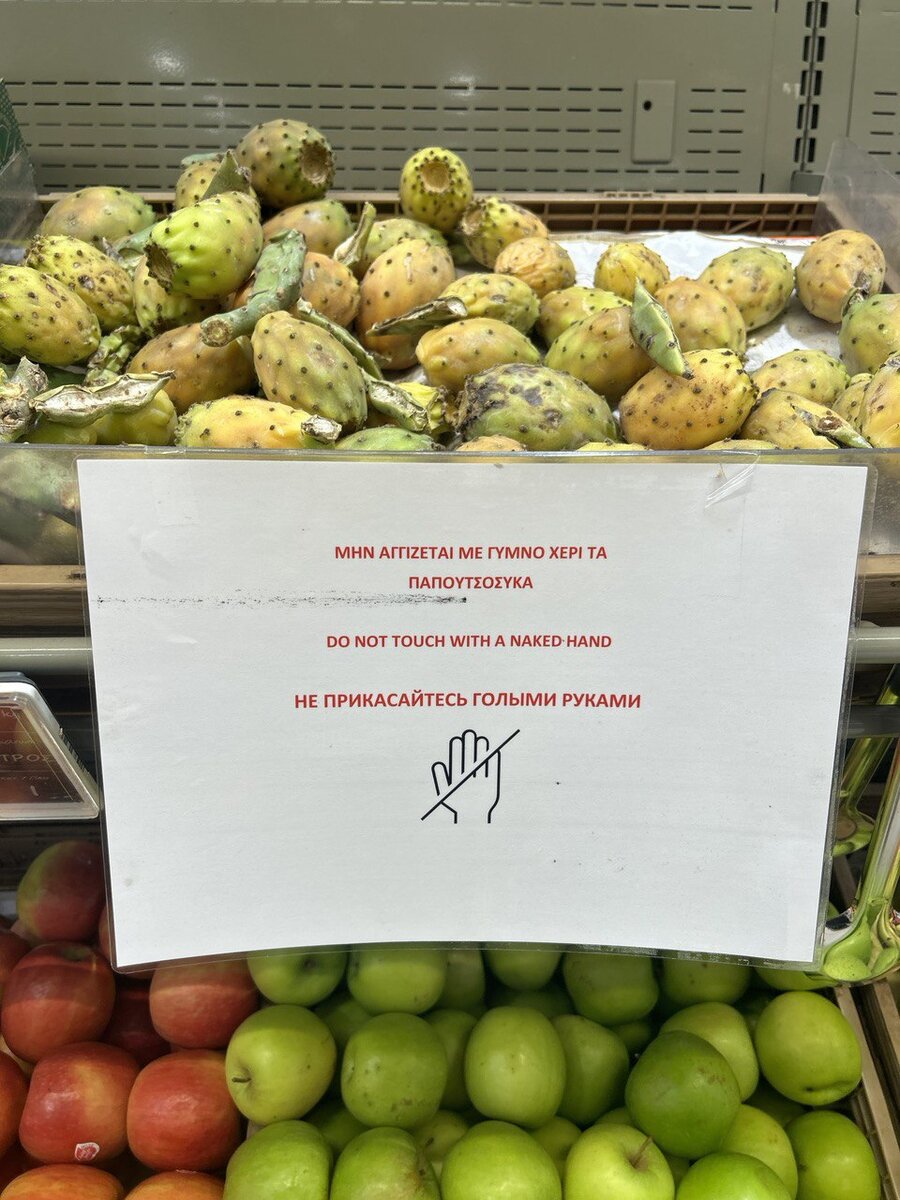 ΜΗΝ ΑΓΓΙΖΕΤΑΙ ΜΕ ΓΥΜΝΟ ΧΕΡΙ ΤΑ
ΠΑΠΟΥΤΣΟΣΥΚΑ
DO NOT TOUCH WITH A NAKED HAND
НЕ ПРИКАСАЙТЕСЬ ГОЛЫМИ РУКАМИ